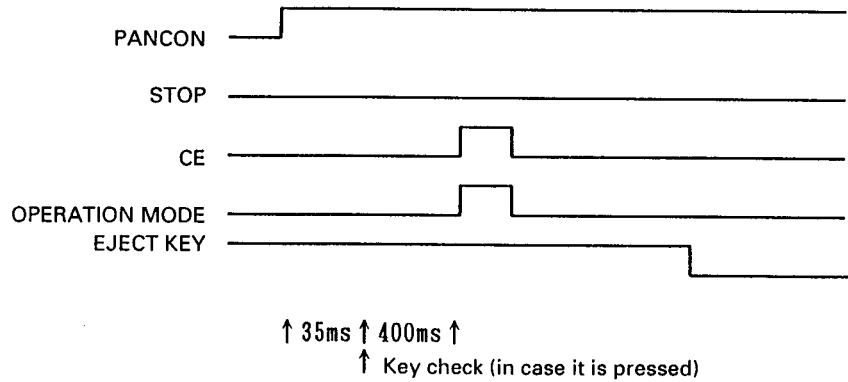 PANCON
STOP
CE
OPERATION MODE
EJECT KEY
↑ 35ms ↑ 400ms ↑
↑ Key check (in case it is pressed)